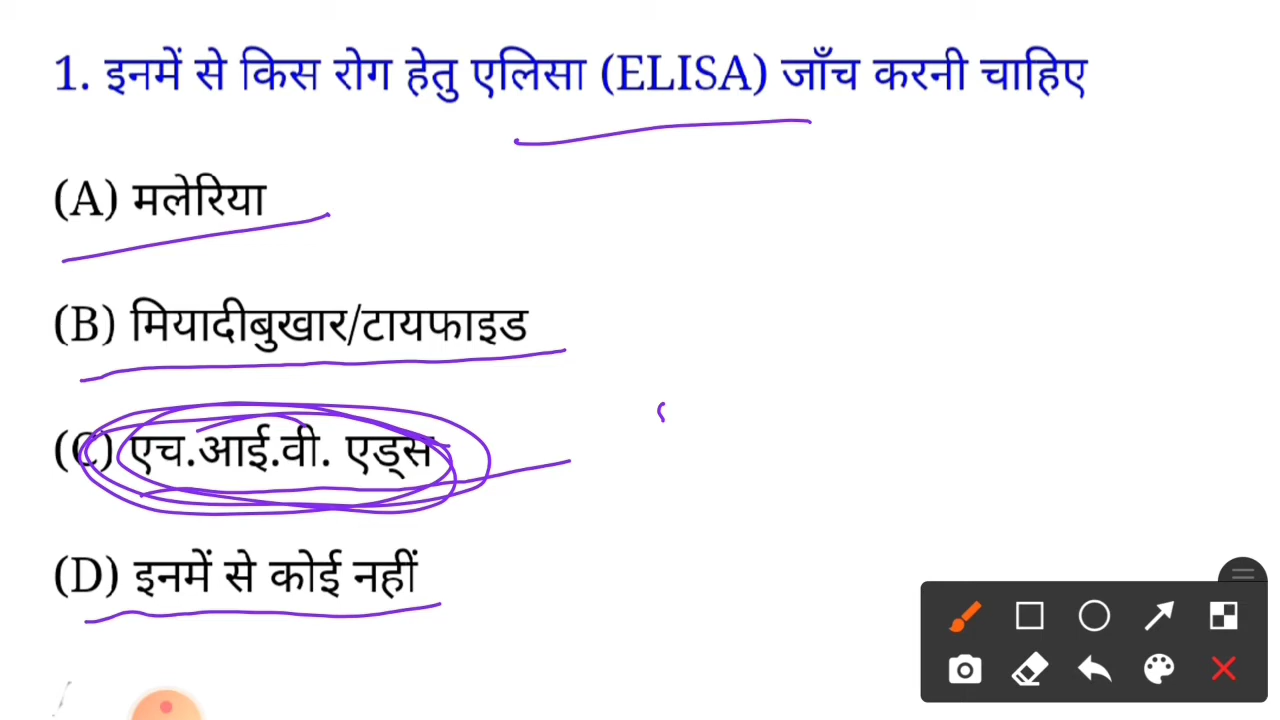 1. इनमें से किस रोग हेतु एलिसा (ELISA) जाँच करनी चाहिए
(A) मलेरिया
(B) मियादीबुखार/टायफाइड
(C) एच.आई.वी. एड्स
(D) इनमें से कोई नहीं